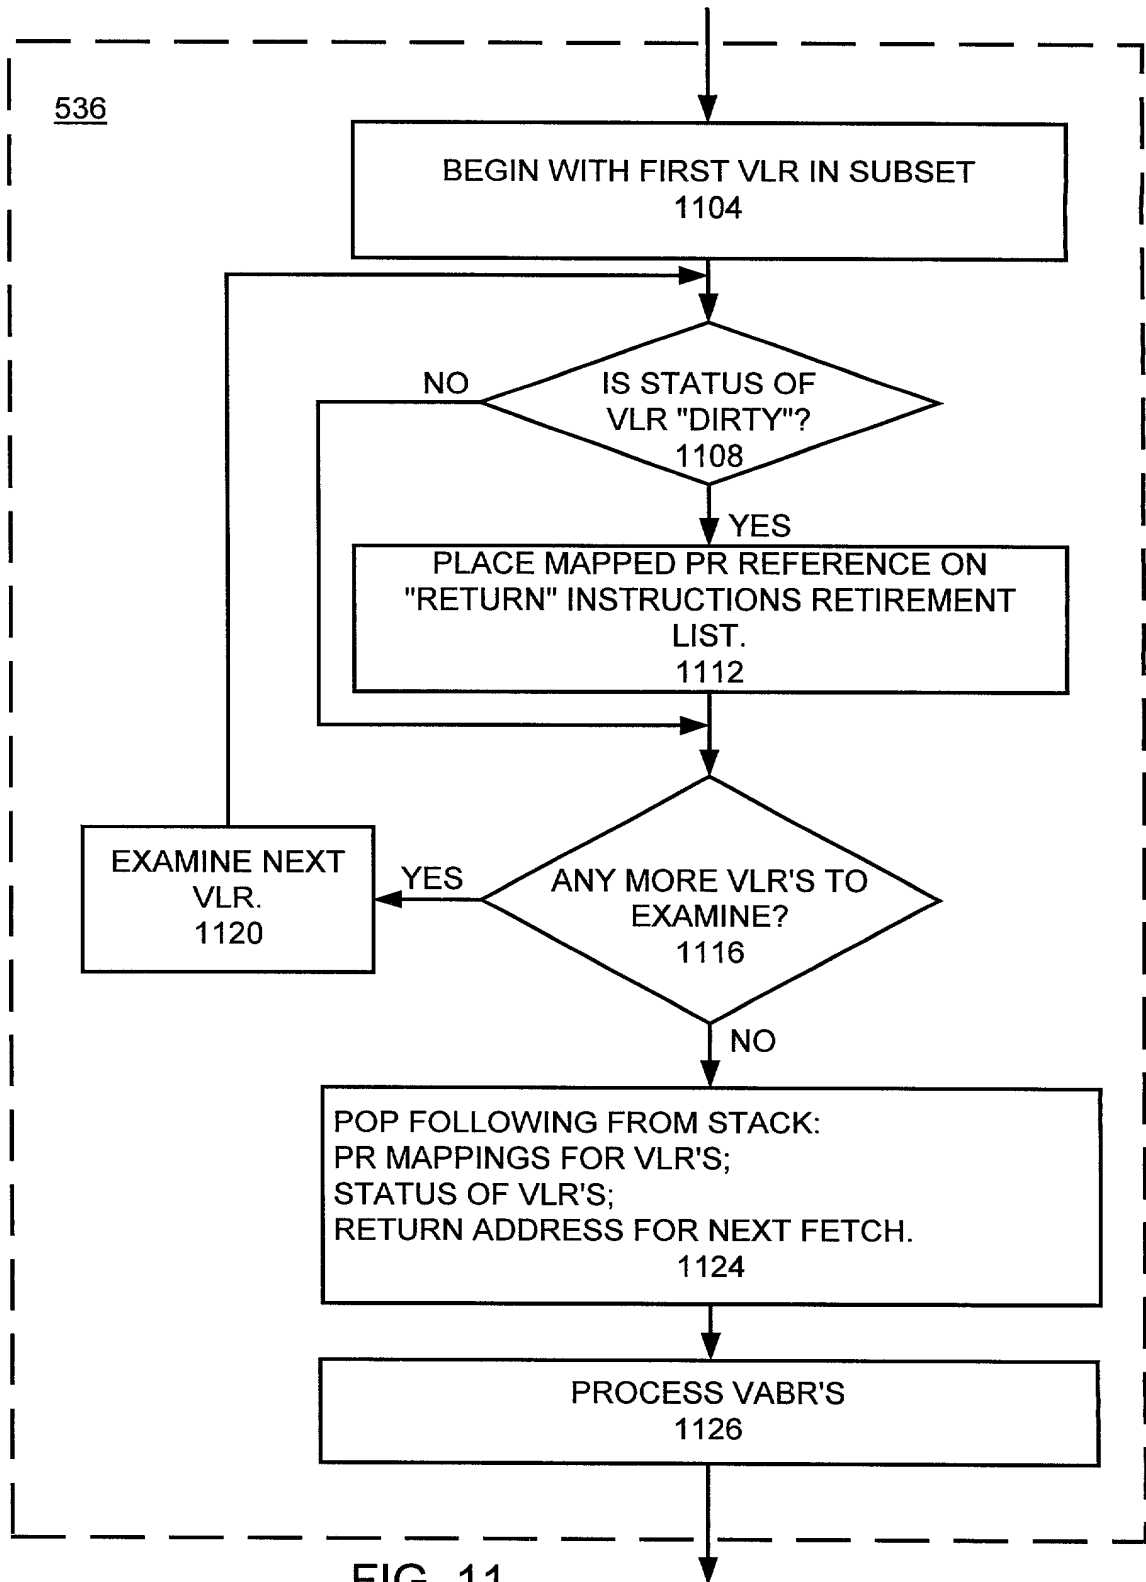 536
BEGIN WITH FIRST VLR IN SUBSET
1104
NO
IS STATUS OF
VLR "DIRTY"?
1108
YES
PLACE MAPPED PR REFERENCE ON
"RETURN" INSTRUCTIONS RETIREMENT
LIST.
1112
EXAMINE NEXT
VLR.
1120
YES
ANY MORE VLR'S TO
EXAMINE?
1116
NO
POP FOLLOWING FROM STACK:
PR MAPPINGS FOR VLR'S;
STATUS OF VLR'S;
RETURN ADDRESS FOR NEXT FETCH.
1124
PROCESS VABR'S
1126
FIG. 11